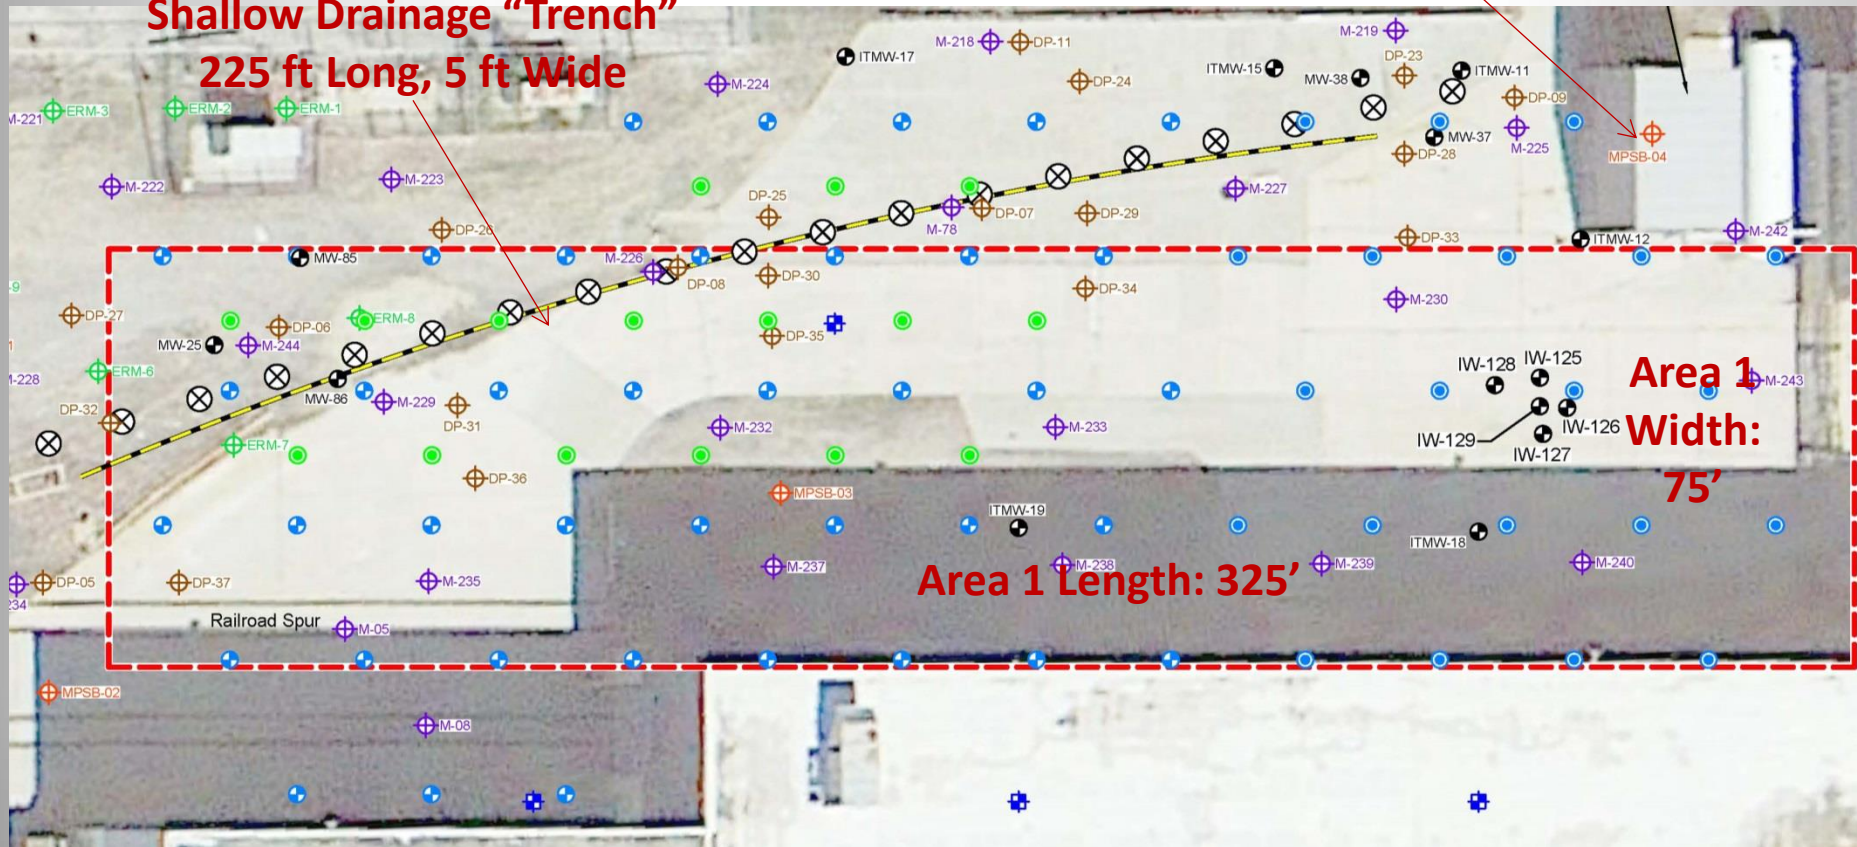 Shallow Drainage “Trench”
225 ft Long, 5 ft Wide
M-218
DP-11
M-219
ITMW-17
ITMW-15
MW-38
DP-23
ITMW-11
M-224
DP-24
DP-09
ERM-3
ERM-2
ERM-1
M-221
MW-37
M-225
DP-28
MPSB-04
M-222
M-223
M-227
DP-25
DP-07
DP-29
M-78
DP-26
DP-33
ITMW-12
M-242
MW-85
M-226
DP-08
DP-30
-9
DP-34
M-230
DP-27
ERM-8
DP-06
DP-35
MW-25
M-244
1
ERM-6
M-228
IW-128
IW-125
Area 1
M-243
Width:
75’
MW-86
M-229
DP-32
DP-31
M-232
M-233
IW-129
IW-126
IW-127
ERM-7
DP-36
MPSB-03
ITMW-19
ITMW-18
M-237
M-238
M-239
M-240
Area 1 Length: 325’
DP-05
DP-37
M-235
234
Railroad Spur
M-05
MPSB-02
M-08